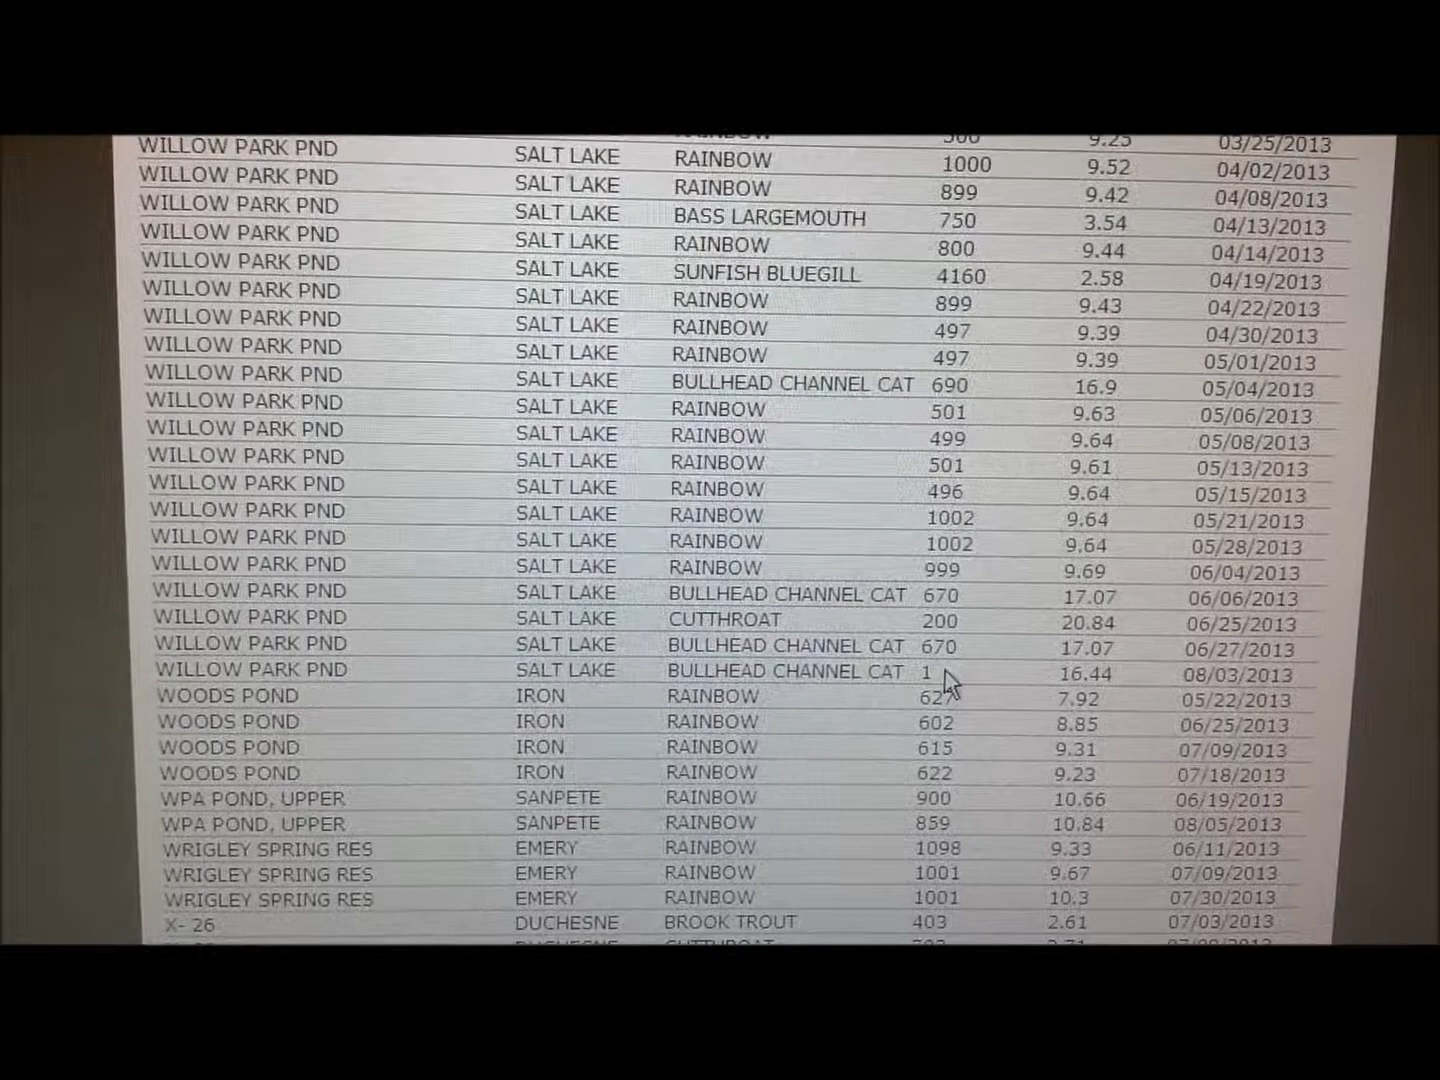 RAINBOW 500 9.25 03/25/2013
WILLOW PARK PND SALT LAKE RAINBOW 1000 9.52 04/02/2013
WILLOW PARK PND SALT LAKE RAINBOW 899 9.42 04/08/2013
WILLOW PARK PND SALT LAKE BASS LARGEMOUTH 750 3.54 04/13/2013
WILLOW PARK PND SALT LAKE RAINBOW 800 9.44 04/14/2013
WILLOW PARK PND SALT LAKE SUNFISH BLUEGILL 4160 2.58 04/19/2013
WILLOW PARK PND SALT LAKE RAINBOW 899 9.43 04/22/2013
WILLOW PARK PND SALT LAKE RAINBOW 497 9.39 04/30/2013
WILLOW PARK PND SALT LAKE RAINBOW 497 9.39 05/01/2013
WILLOW PARK PND SALT LAKE BULLHEAD CHANNEL CAT 690 16.9 05/04/2013
WILLOW PARK PND SALT LAKE RAINBOW 501 9.63 05/06/2013
WILLOW PARK PND SALT LAKE RAINBOW 499 9.64 05/08/2013
WILLOW PARK PND SALT LAKE RAINBOW 501 9.61 05/13/2013
WILLOW PARK PND SALT LAKE RAINBOW 496 9.64 05/15/2013
WILLOW PARK PND SALT LAKE RAINBOW 1002 9.64 05/21/2013
WILLOW PARK PND SALT LAKE RAINBOW 1002 9.64 05/28/2013
WILLOW PARK PND SALT LAKE RAINBOW 999 9.69 06/04/2013
WILLOW PARK PND SALT LAKE BULLHEAD CHANNEL CAT 670 17.07 06/06/2013
WILLOW PARK PND SALT LAKE CUTTHROAT 200 20.84 06/25/2013
WILLOW PARK PND SALT LAKE BULLHEAD CHANNEL CAT 670 17.07 06/27/2013
WILLOW PARK PND SALT LAKE BULLHEAD CHANNEL CAT 1 16.44 08/03/2013
WOODS POND IRON RAINBOW 627 7.92 05/22/2013
WOODS POND IRON RAINBOW 602 8.85 06/25/2013
WOODS POND IRON RAINBOW 615 9.31 07/09/2013
WOODS POND IRON RAINBOW 622 9.23 07/18/2013
WPA POND, UPPER SANPETE RAINBOW 900 10.66 06/19/2013
WPA POND, UPPER SANPETE RAINBOW 859 10.84 08/05/2013
WRIGLEY SPRING RES EMERY RAINBOW 1098 9.33 06/11/2013
WRIGLEY SPRING RES EMERY RAINBOW 1001 9.67 07/09/2013
WRIGLEY SPRING RES EMERY RAINBOW 1001 10.3 07/30/2013
X- 26 DUCHESNE BROOK TROUT 403 2.61 07/03/2013
DUCHESNE CUTTHROAT